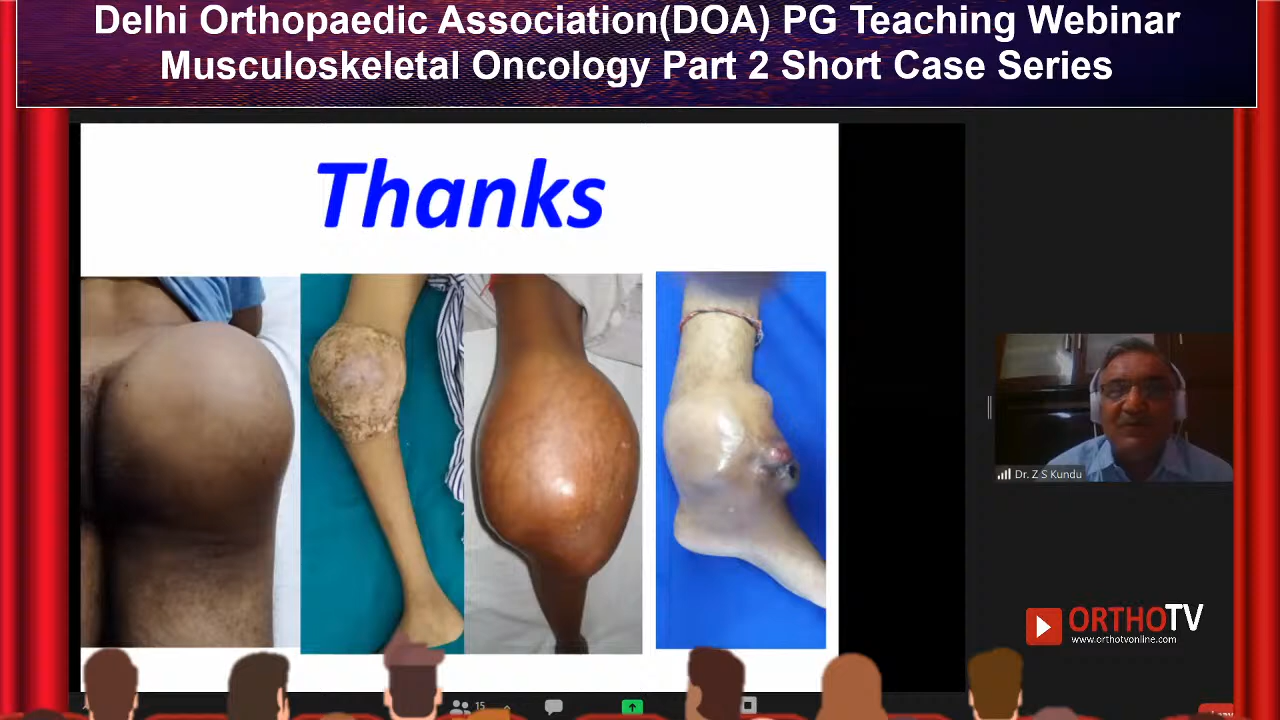 Delhi Orthopaedic Association(DOA) PG Teaching Webinar
Musculoskeletal Oncology Part 2 Short Case Series
Thanks
Dr. Z S Kundu
ORTHOTV
www.orthotvonline.com
15